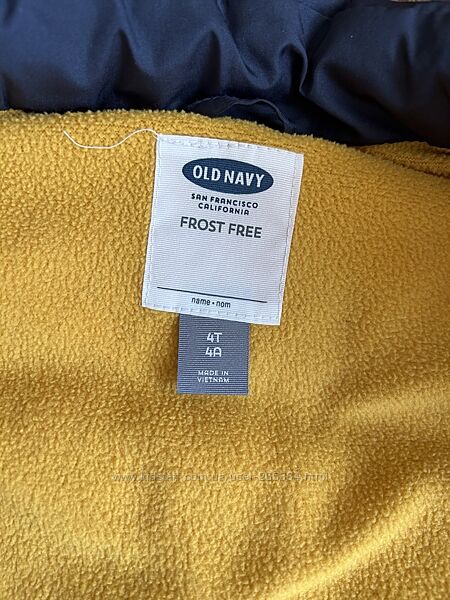 OLD NAVY
SAN FRANCISCO
CALIFORNIA
FROST FREE
name • nom
4T
4A
MADE IN
VIETNAM